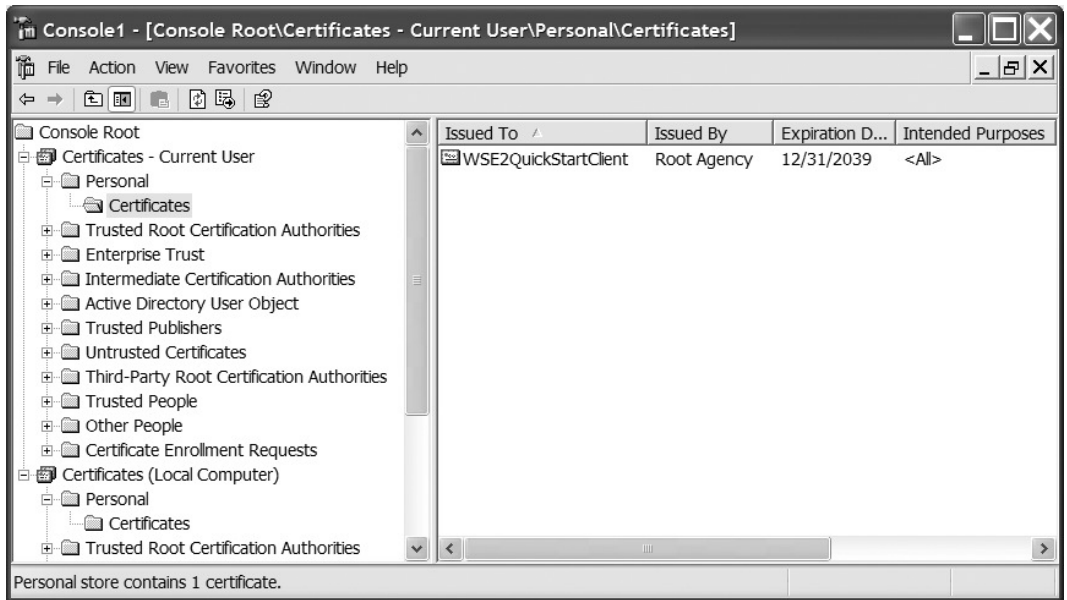 Console1 - [Console Root\Certificates - Current User\Personal\Certificates]
File Action View Favorites Window Help
Console Root
Certificates - Current User
Personal
Certificates
Trusted Root Certification Authorities
Enterprise Trust
Intermediate Certification Authorities
Active Directory User Object
Trusted Publishers
Untrusted Certificates
Third-Party Root Certification Authorities
Trusted People
Other People
Certificate Enrollment Requests
Certificates (Local Computer)
Personal
Certificates
Trusted Root Certification Authorities
Issued To Issued By Expiration D... Intended Purposes
WSE2QuickStartClient Root Agency 12/31/2039 <All>
Personal store contains 1 certificate.